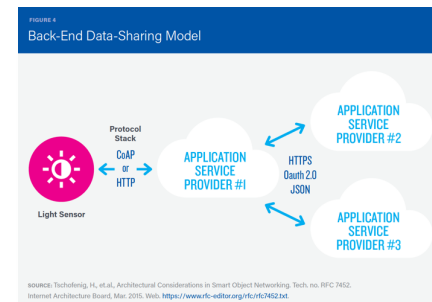 FIGURE 4
Back-End Data-Sharing Model
Protocol
Stack
CoAP
or
HTTP
Light Sensor
APPLICATION
SERVICE
PROVIDER #1
HTTPS
Oauth 2.0
JSON
APPLICATION
SERVICE
PROVIDER #2
APPLICATION
SERVICE
PROVIDER #3
SOURCE: Tschofenig, H., et.al., Architectural Considerations in Smart Object Networking. Tech. no. RFC 7452.
Internet Architecture Board, Mar. 2015. Web. https://www.rfc-editor.org/rfc/rfc7452.txt.